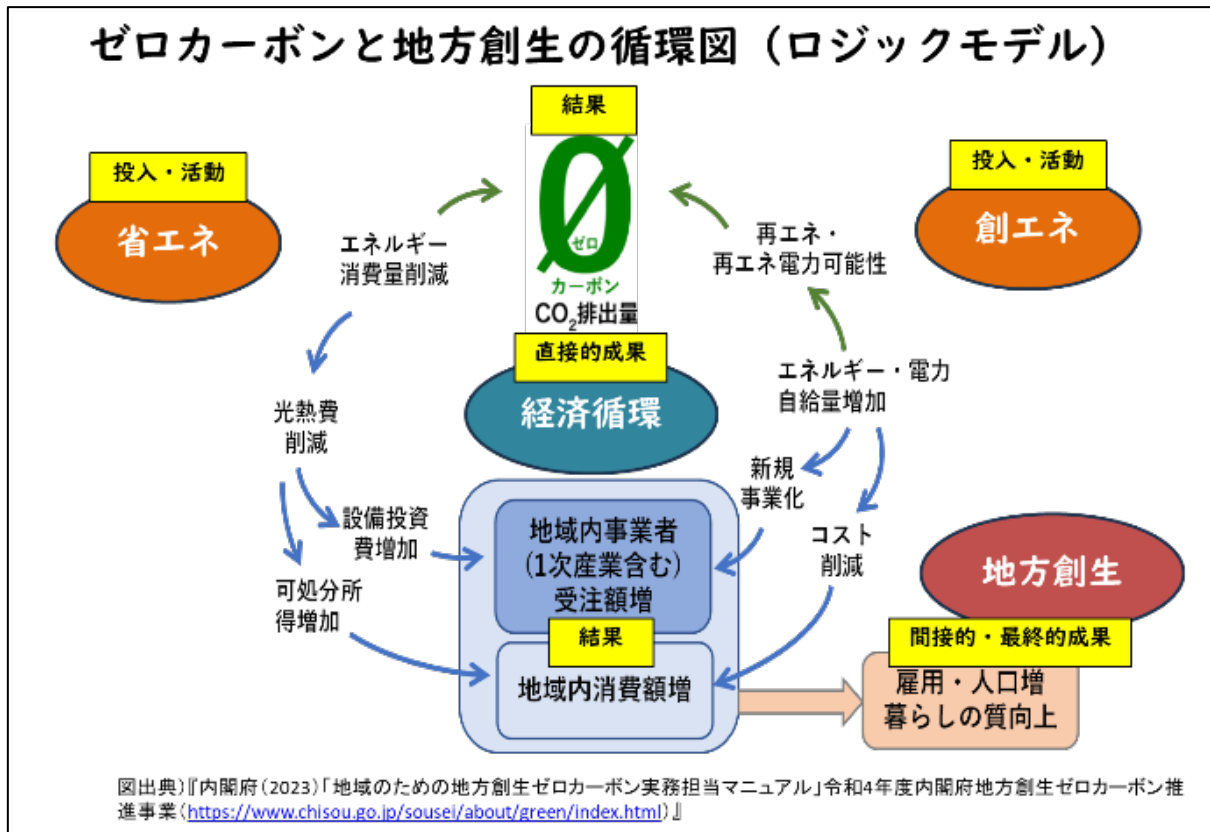 ゼロカーボンと地方創生の循環図（ロジックモデル）
結果
投入・活動
省エネ
エネルギー
消費量削減
ゼロ
カーボン
CO₂排出量
再エネ・
再エネ電力可能性
投入・活動
創エネ
直接的成果
経済循環
エネルギー・電力
自給量増加
光熱費
削減
設備投資
費増加
可処分所
得増加
新規
事業化
コスト
削減
地域内事業者
(1次産業含む)
受注額増
結果
地域内消費額増
地方創生
間接的・最終的成果
雇用・人口増
暮らしの質向上
図出典)『内閣府(2023)「地域のための地方創生ゼロカーボン実務担当マニュアル」令和4年度内閣府地方創生ゼロカーボン推
進事業(https://www.chisou.go.jp/sousei/about/green/index.html)』